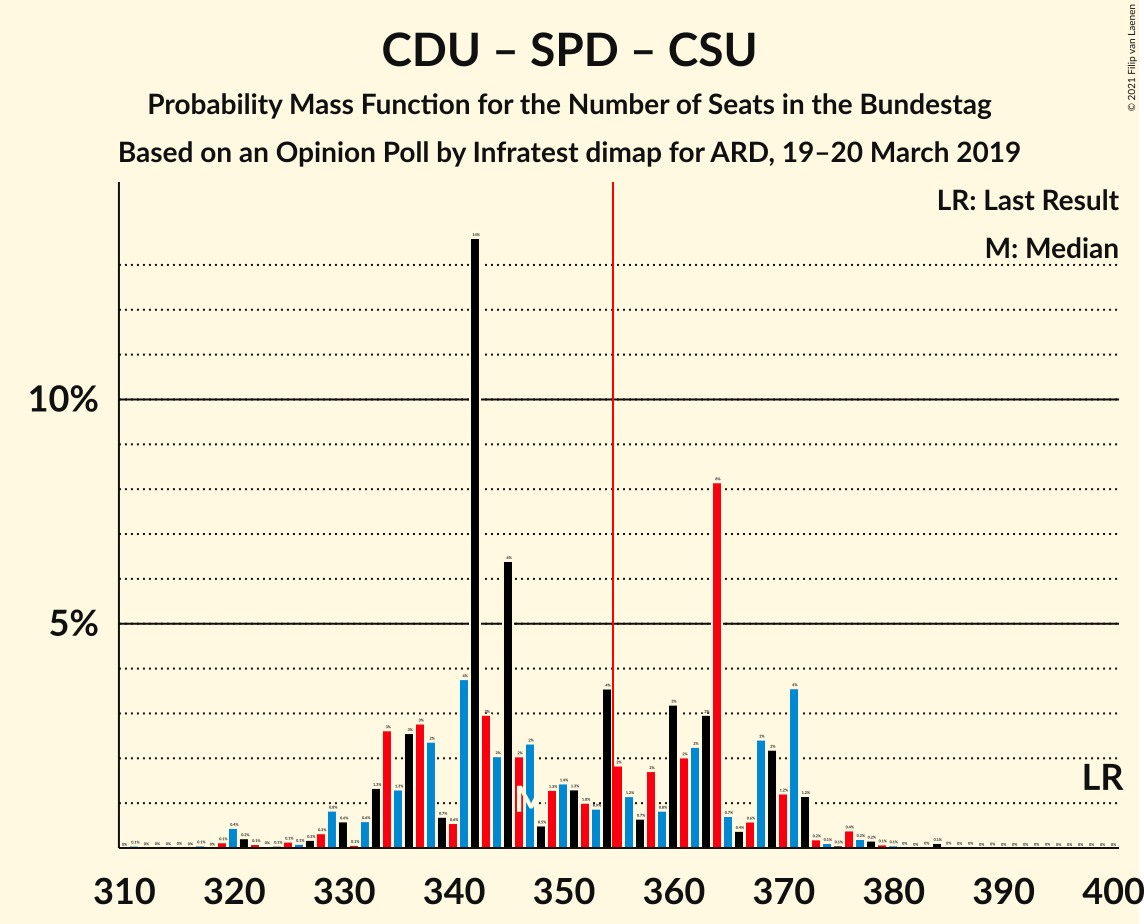 CDU – SPD – CSU
Probability Mass Function for the Number of Seats in the Bundestag
Based on an Opinion Poll by Infratest dimap for ARD, 19–20 March 2019
© 2021 Filip van Laenen
LR: Last Result
M: Median
10%
5%
M
LR
310 320 330 340 350 360 370 380 390 400